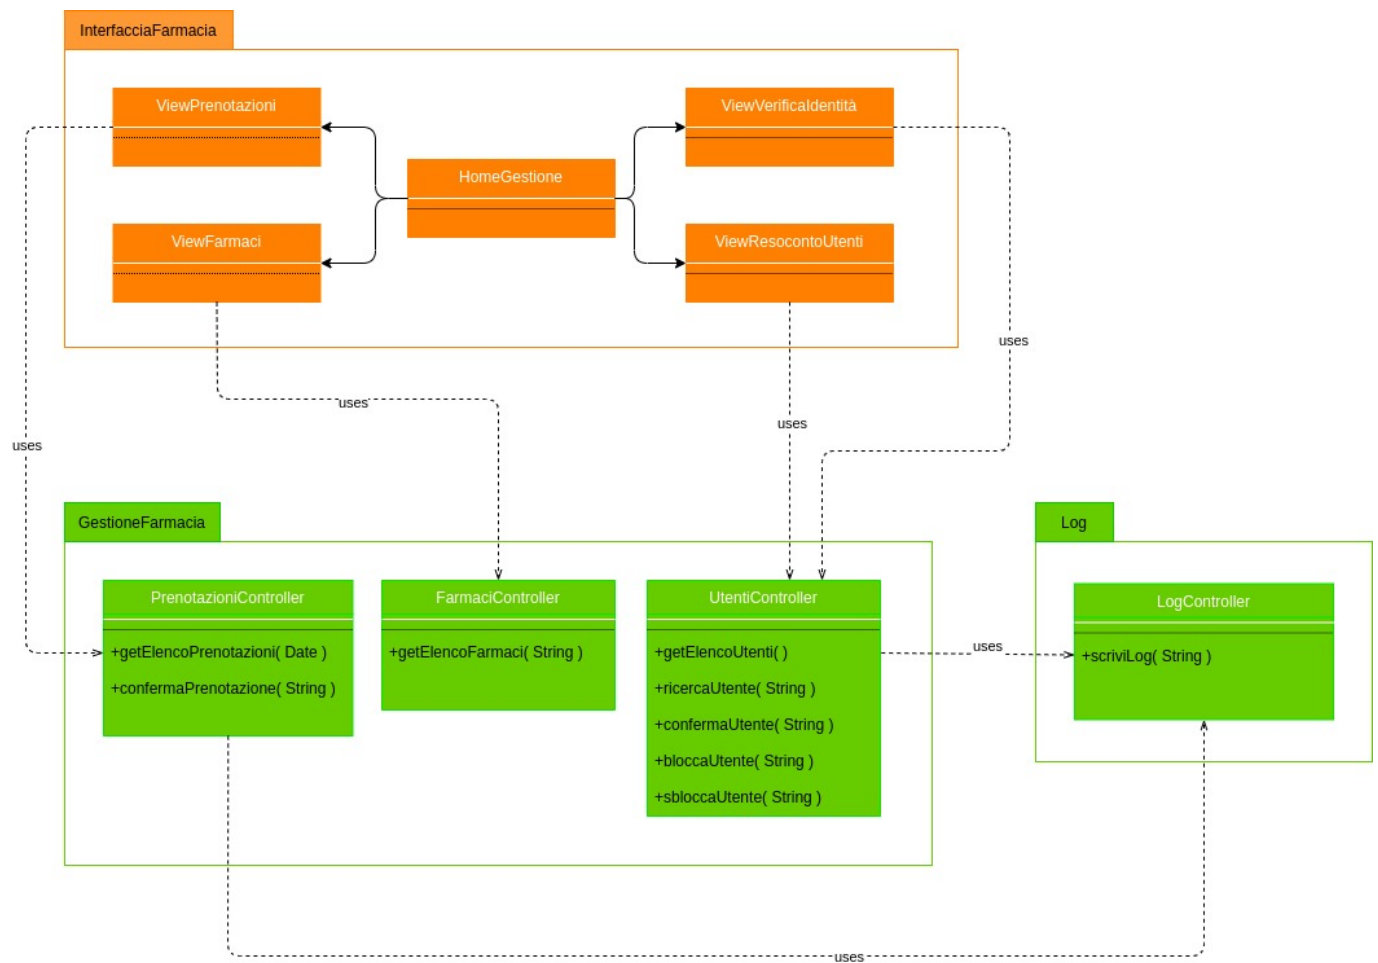 InterfacciaFarmacia
ViewPrenotazioni
ViewVerificaIdentità
HomeGestione
ViewFarmaci
ViewResocontoUtenti
uses
uses
uses
uses
GestioneFarmacia
Log
PrenotazioniController
+getElencoPrenotazioni( Date )
+confermaPrenotazione( String )
FarmaciController
+getElencoFarmaci( String )
UtentiController
+getElencoUtenti( )
+ricercaUtente( String )
+confermaUtente( String )
+bloccaUtente( String )
+sbloccaUtente( String )
uses
LogController
+scriviLog( String )
uses